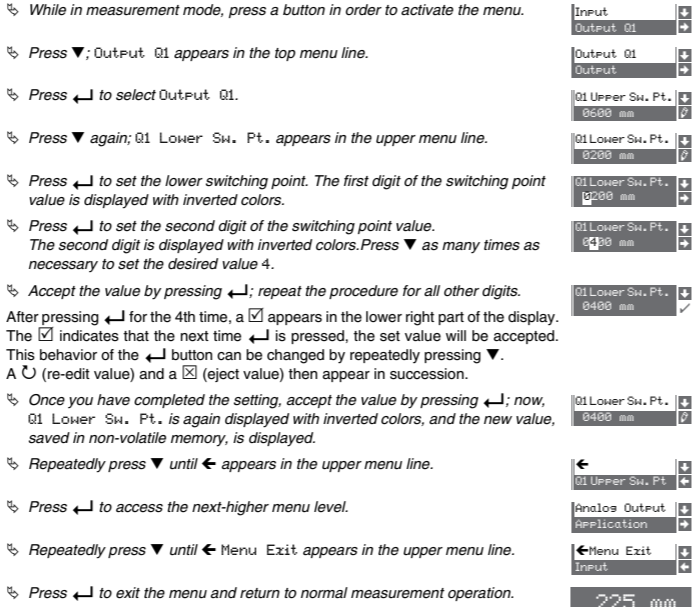 While in measurement mode, press a button in order to activate the menu.
Input
Output Q1
Press ▼; Output Q1 appears in the top menu line.
Output Q1
Output
Press ↵ to select Output Q1.
Q1 Upper Sw. Pt.
0600 mm
Press ▼ again; Q1 Lower Sw. Pt. appears in the upper menu line.
Q1 Lower Sw. Pt.
0200 mm
Press ↵ to set the lower switching point. The first digit of the switching point
value is displayed with inverted colors.
Q1 Lower Sw. Pt.
0200 mm
Press ↵ to set the second digit of the switching point value.
The second digit is displayed with inverted colors.Press ▼ as many times as
necessary to set the desired value 4.
Q1 Lower Sw. Pt.
0400 mm
Accept the value by pressing ↵; repeat the procedure for all other digits.
After pressing ↵ for the 4th time, a ☑ appears in the lower right part of the display.
The ☑ indicates that the next time ↵ is pressed, the set value will be accepted.
This behavior of the ↵ button can be changed by repeatedly pressing ▼.
A ↻ (re-edit value) and a ☒ (eject value) then appear in succession.
Q1 Lower Sw. Pt.
0400 mm ✓
Once you have completed the setting, accept the value by pressing ↵; now,
Q1 Lower Sw. Pt. is again displayed with inverted colors, and the new value,
saved in non-volatile memory, is displayed.
Q1 Lower Sw. Pt.
0400 mm
Repeatedly press ▼ until ← appears in the upper menu line.
←
Q1 Upper Sw. Pt
Press ↵ to access the next-higher menu level.
Analog Output
Application
Repeatedly press ▼ until ← Menu Exit appears in the upper menu line.
←Menu Exit
Input
Press ↵ to exit the menu and return to normal measurement operation.
225 mm